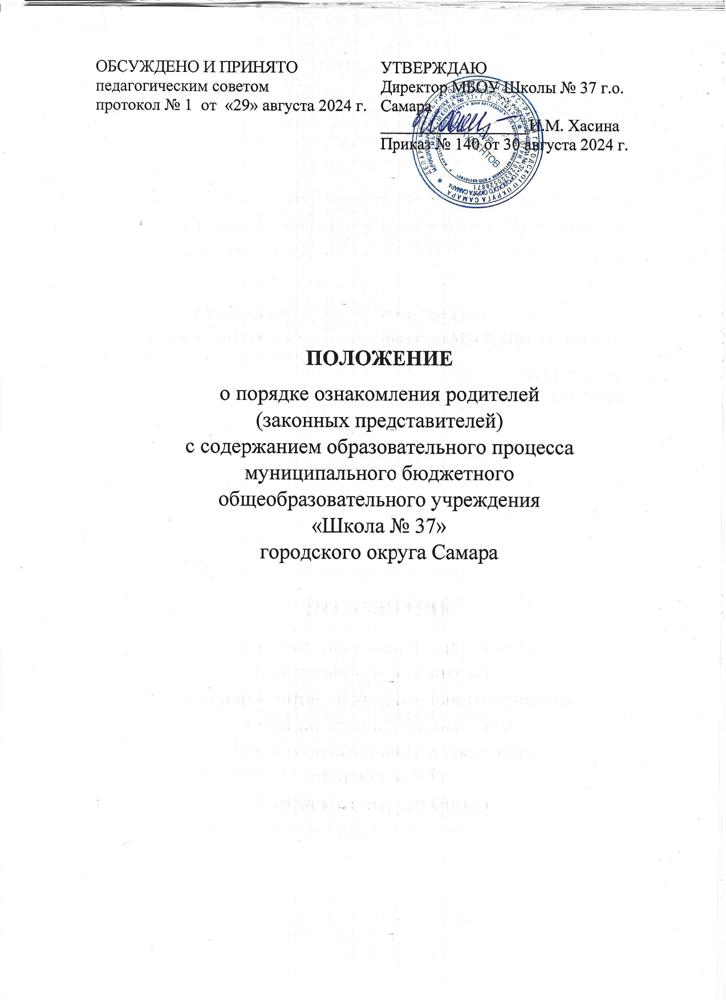 ОБСУЖДЕНО И ПРИНЯТО
педагогическим советом
протокол № 1 от «29» августа 2024 г.
УТВЕРЖДАЮ
Директор МБОУ Школы № 37 г.о.
Самара
И.М. Хасина
Приказ № 140 от 30 августа 2024 г.
ПОЛОЖЕНИЕ
о порядке ознакомления родителей
(законных представителей)
с содержанием образовательного процесса
муниципального бюджетного
общеобразовательного учреждения
«Школа № 37»
городского округа Самара